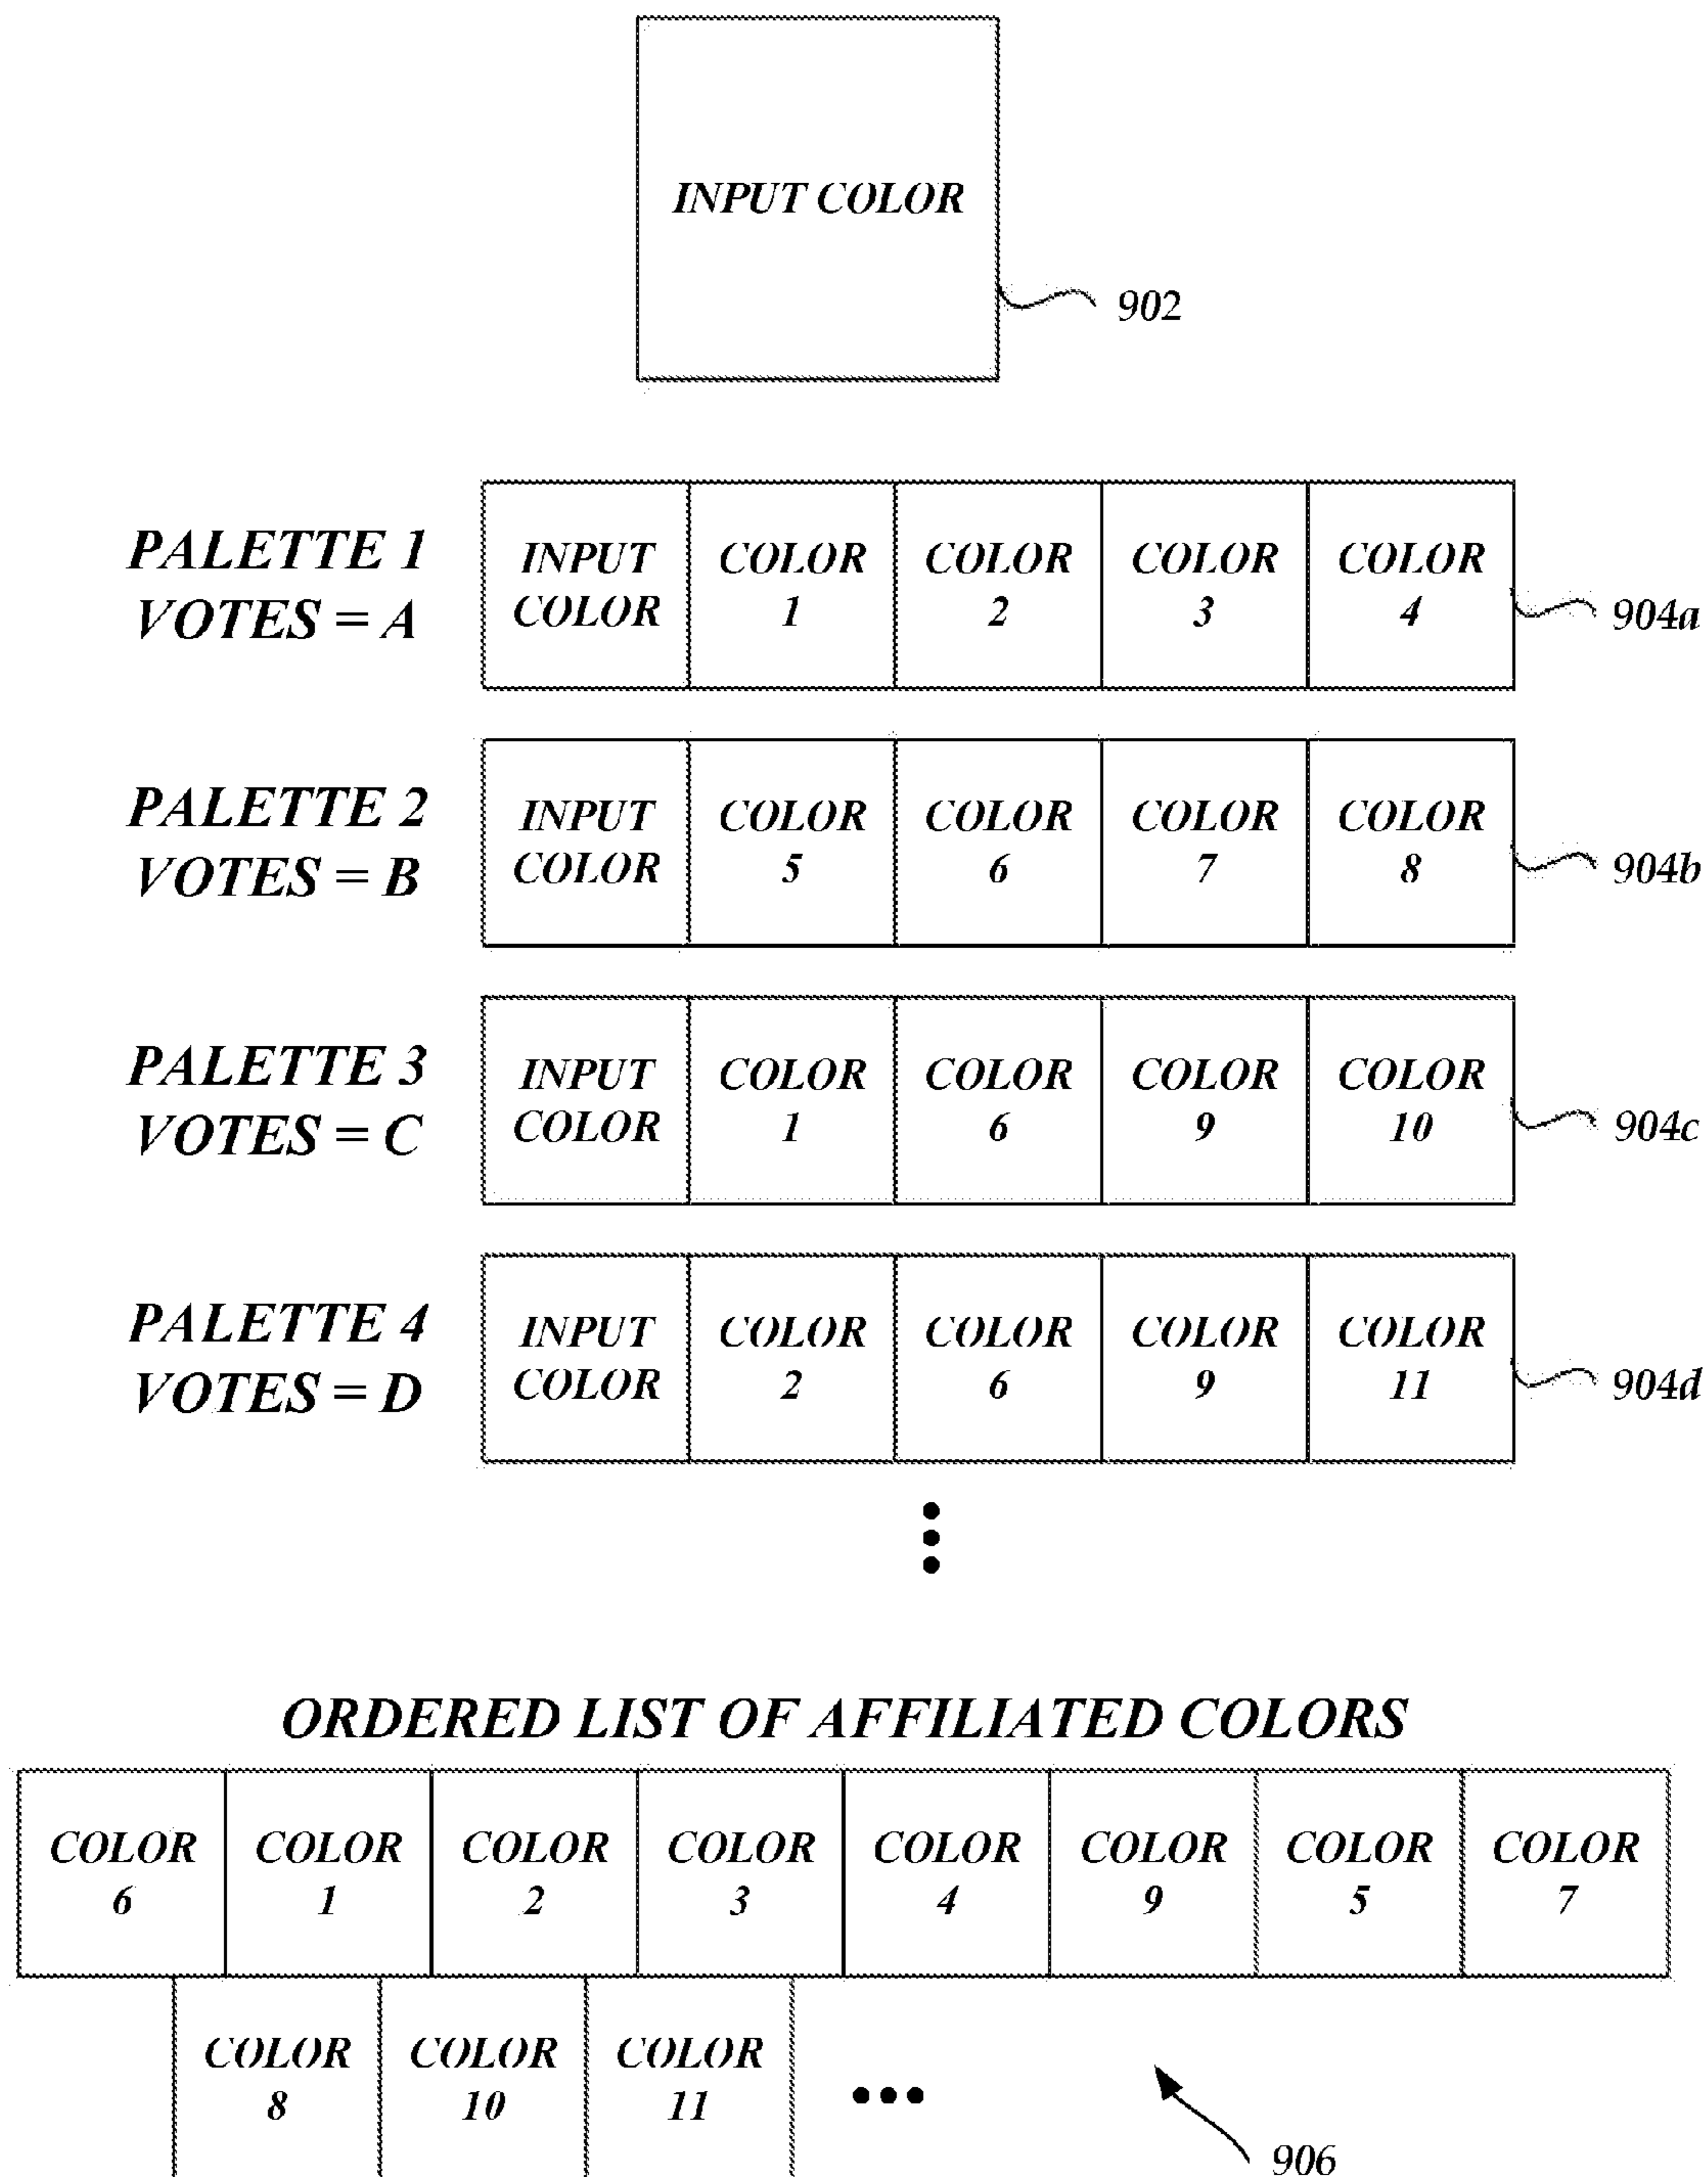 INPUT COLOR
902
PALETTE 1
VOTES = A
INPUT COLOR
COLOR 1
COLOR 2
COLOR 3
COLOR 4
904a
PALETTE 2
VOTES = B
INPUT COLOR
COLOR 5
COLOR 6
COLOR 7
COLOR 8
904b
PALETTE 3
VOTES = C
INPUT COLOR
COLOR 1
COLOR 6
COLOR 9
COLOR 10
904c
PALETTE 4
VOTES = D
INPUT COLOR
COLOR 2
COLOR 6
COLOR 9
COLOR 11
904d
ORDERED LIST OF AFFILIATED COLORS
COLOR 6
COLOR 1
COLOR 2
COLOR 3
COLOR 4
COLOR 9
COLOR 5
COLOR 7
COLOR 8
COLOR 10
COLOR 11
906